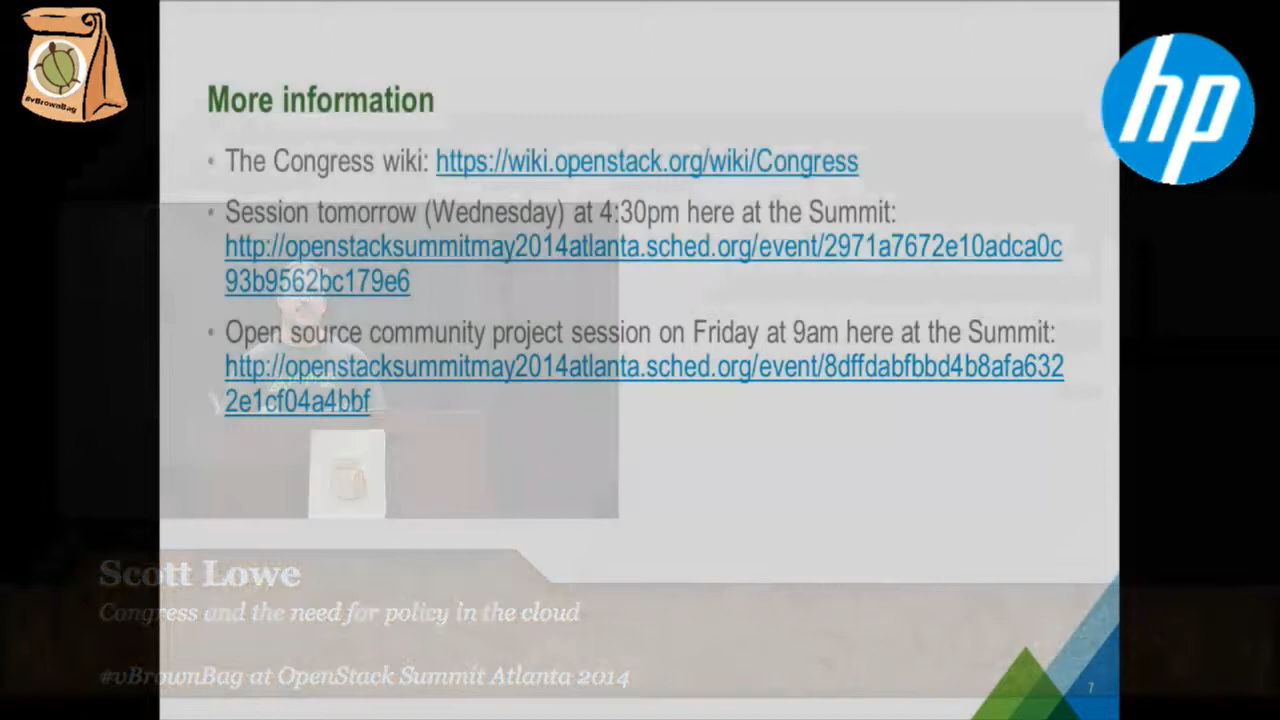 #vBrownBag
hp
More information
• The Congress wiki: https://wiki.openstack.org/wiki/Congress
• Session tomorrow (Wednesday) at 4:30pm here at the Summit:
http://openstacksummitmay2014atlanta.sched.org/event/2971a7672e10adca0c
93b9562bc179e6
• Open source community project session on Friday at 9am here at the Summit:
http://openstacksummitmay2014atlanta.sched.org/event/8dffdabfbbd4b8afa632
2e1cf04a4bbf
Scott Lowe
Congress and the need for policy in the cloud
#vBrownBag at OpenStack Summit Atlanta 2014
7